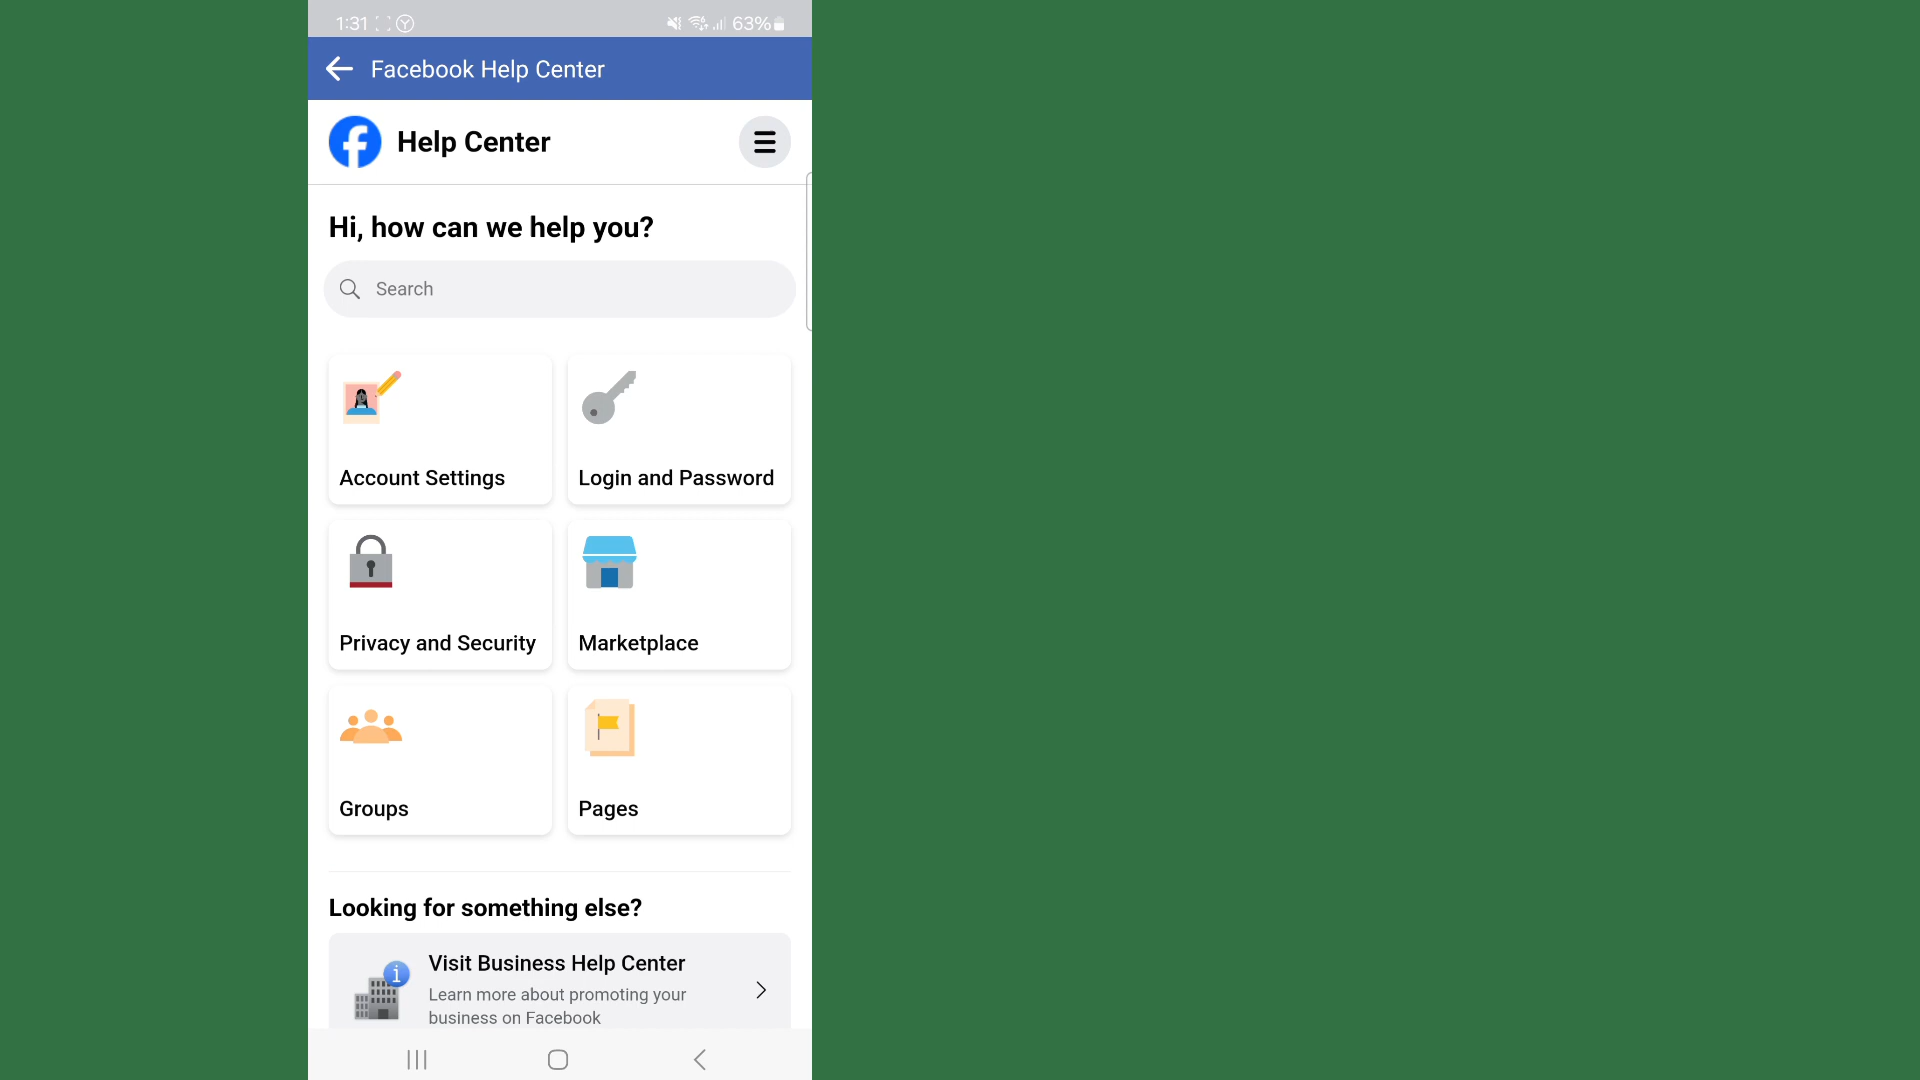 1:31 63%
Facebook Help Center
Help Center
Hi, how can we help you?
Search
Account Settings
Login and Password
Privacy and Security
Marketplace
Groups
Pages
Looking for something else?
Visit Business Help Center
Learn more about promoting your
business on Facebook